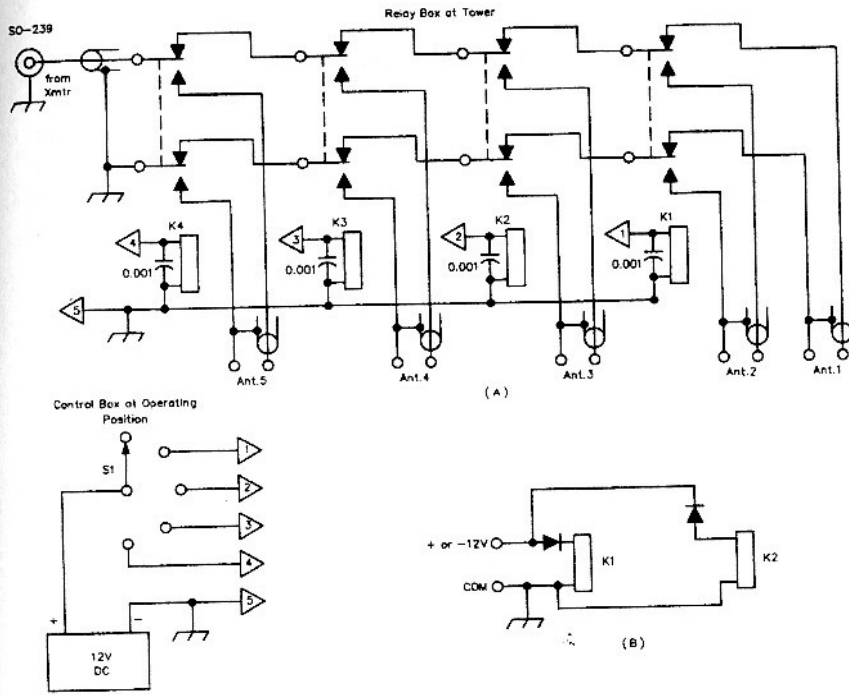 Relay Box at Tower
SO-239
from
Xmtr
K4
K3
K2
K1
4
3
2
1
0.001
0.001
0.001
0.001
5
Ant.5
Ant.4
Ant.3
Ant.2
Ant.1
(A)
Control Box at Operating
Position
S1
1
2
3
4
5
+
-
12V
DC
+ or -12V
COM
K1
K2
(B)